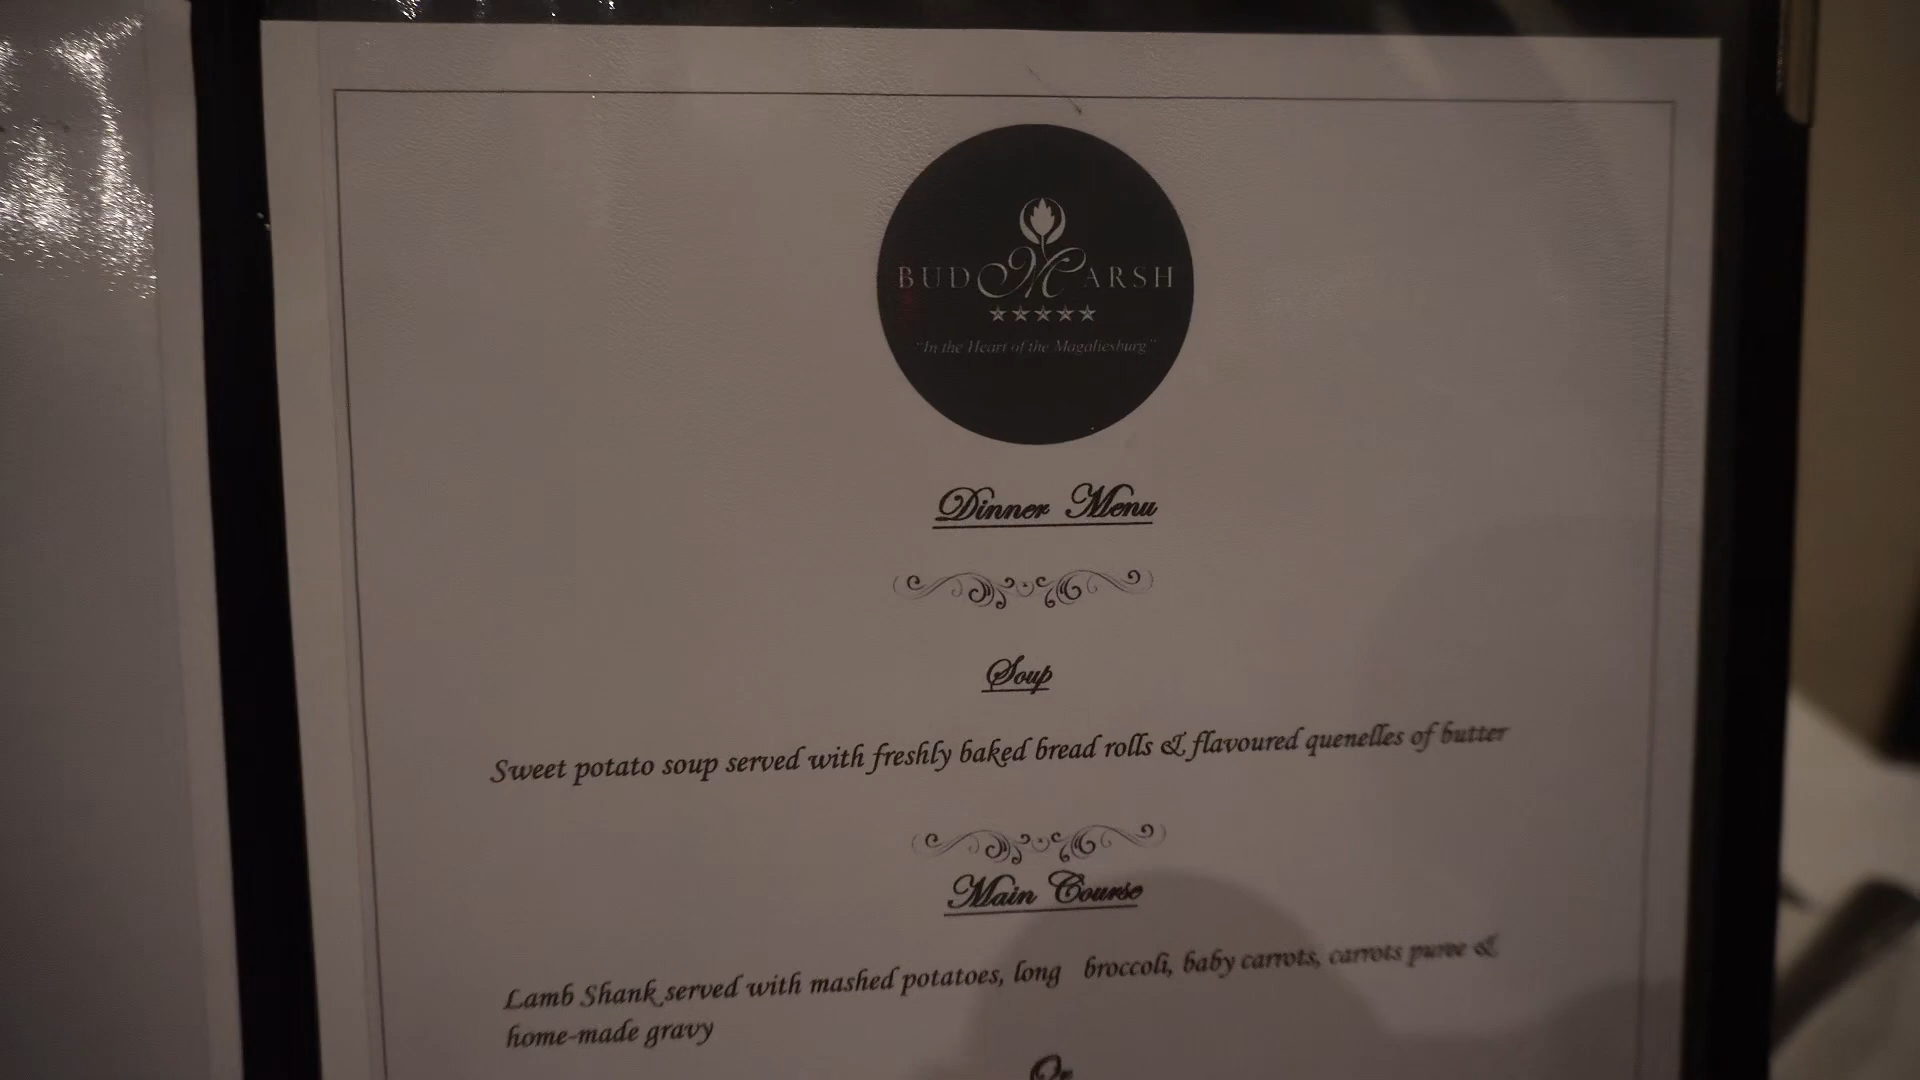 BUD MARSH
"In the Heart of the Magaliesburg"
Dinner Menu
Soup
Sweet potato soup served with freshly baked bread rolls & flavoured quenelles of butter
Main Course
Lamb Shank served with mashed potatoes, long broccoli, baby carrots, carrots puree &
home-made gravy
Or